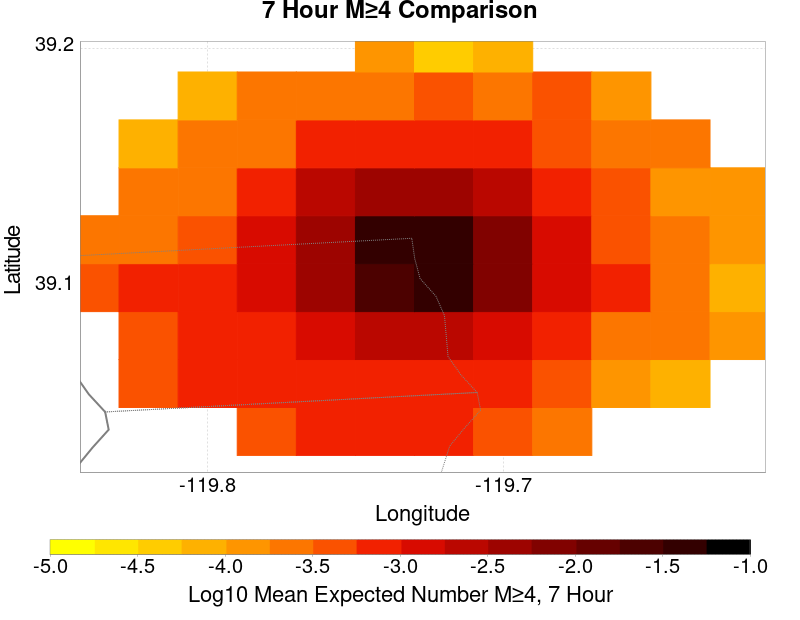 7 Hour M≥4 Comparison
39.2
39.1
Latitude
-119.8 -119.7
Longitude
-5.0 -4.5 -4.0 -3.5 -3.0 -2.5 -2.0 -1.5 -1.0
Log10 Mean Expected Number M≥4, 7 Hour